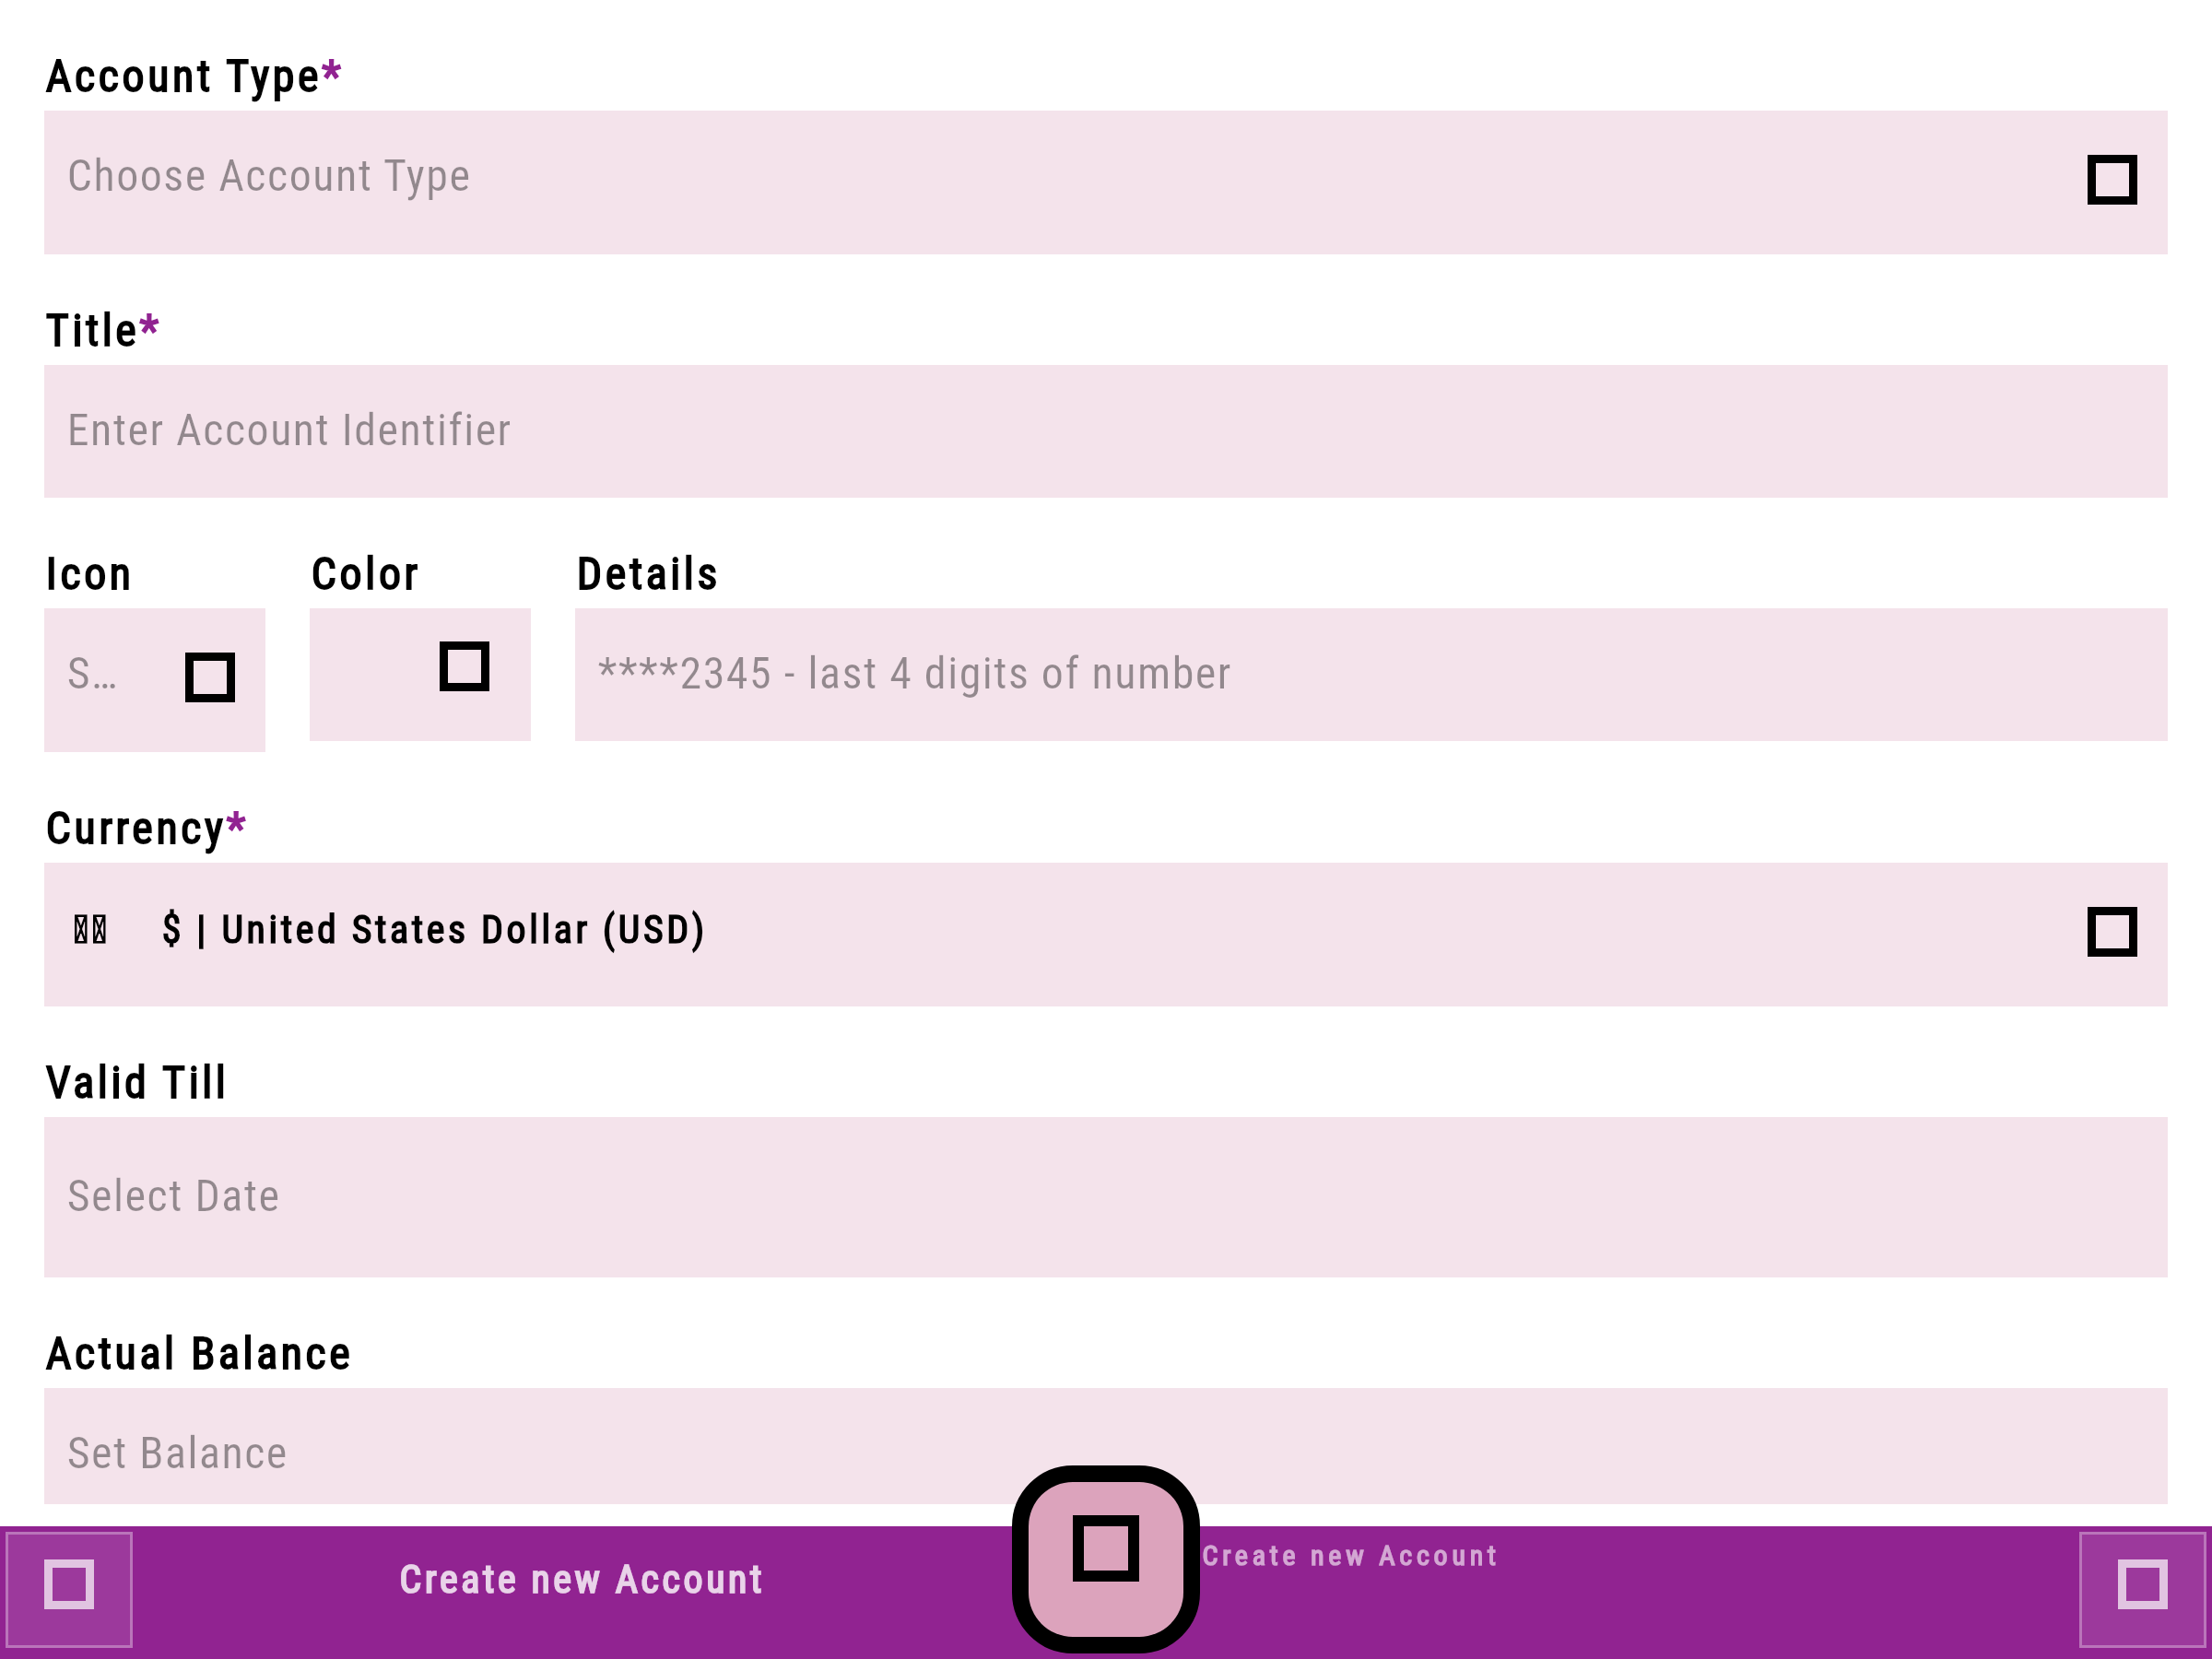 Account Type*
Choose Account Type
Title*
Enter Account Identifier
Icon Color Details
S… ****2345 - last 4 digits of number
Currency*
$ | United States Dollar (USD)
Valid Till
Select Date
Actual Balance
Set Balance
Create new Account
Create new Account